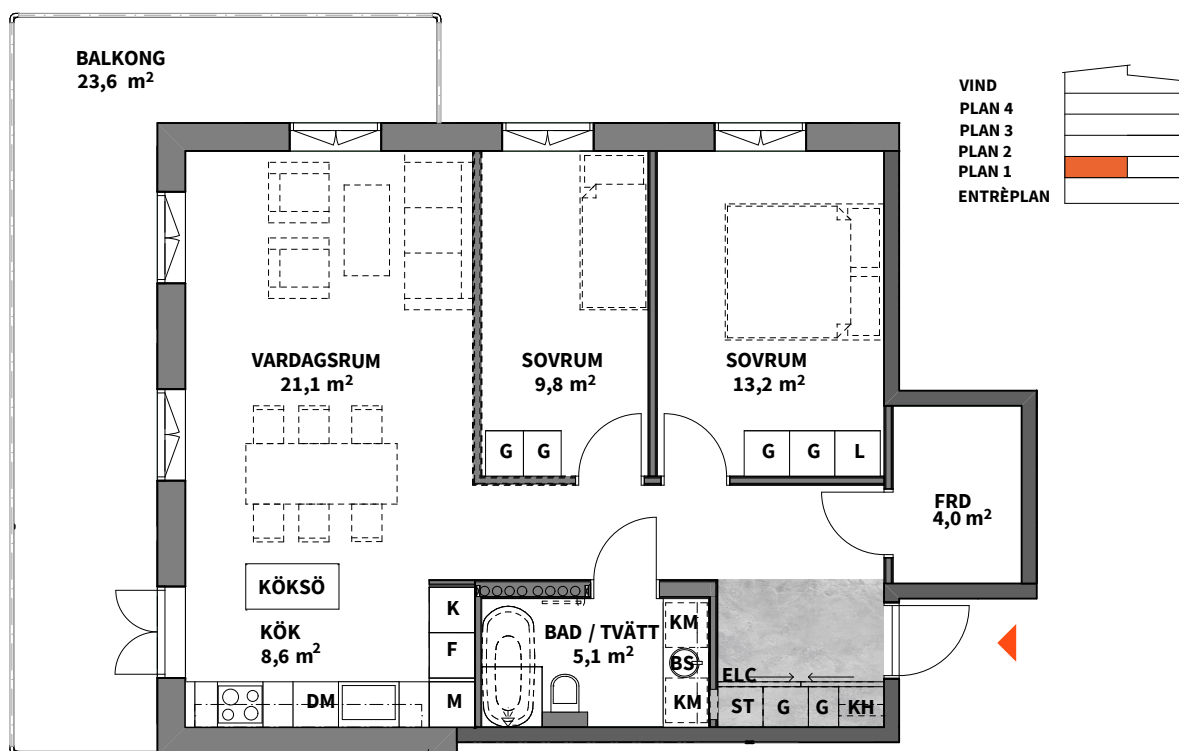 BALKONG
23,6 m²
VIND
PLAN 4
PLAN 3
PLAN 2
PLAN 1
ENTRÈPLAN
VARDAGSRUM
21,1 m²
SOVRUM
9,8 m²
SOVRUM
13,2 m²
G G
G G L
FRD
4,0 m²
KÖKSÖ
KÖK
8,6 m²
K
F
M
DM
BAD / TVÄTT
5,1 m²
KM
BS
KM
ELC
ST G G KH